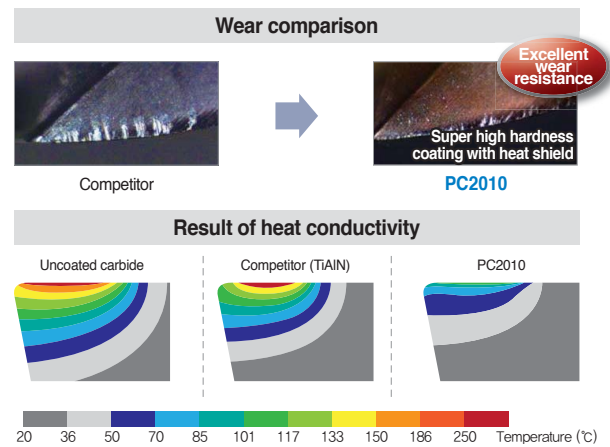 Wear comparison
Excellent
wear
resistance
Super high hardness
coating with heat shield
Competitor
PC2010
Result of heat conductivity
Uncoated carbide
Competitor (TiAlN)
PC2010
20 36 50 70 85 101 117 133 150 186 250 Temperature (℃)